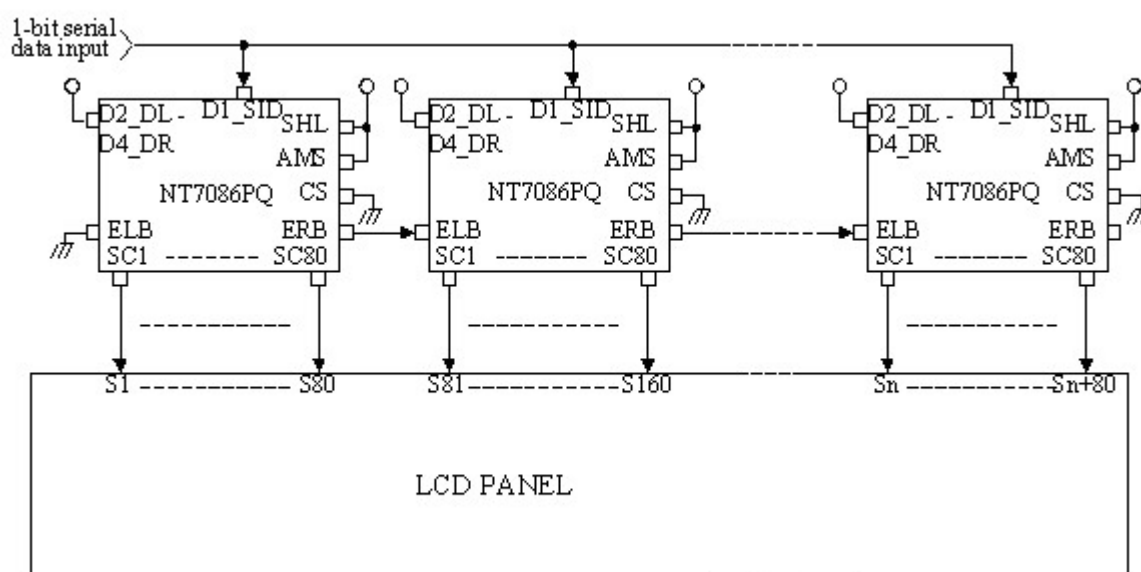 1-bit serial
data input
D2_DL - D1_SID
D4_DR
SHL
AMS
NT7086PQ CS
ELB ERB
SC1 ------- SC80
D2_DL - D1_SID
D4_DR
SHL
AMS
NT7086PQ CS
ELB ERB
SC1 ------- SC80
D2_DL - D1_SID
D4_DR
SHL
AMS
NT7086PQ CS
ELB ERB
SC1 ------- SC80
S1 ------------ S80
S81 ------------ S160
Sn ------------ Sn+80
LCD PANEL